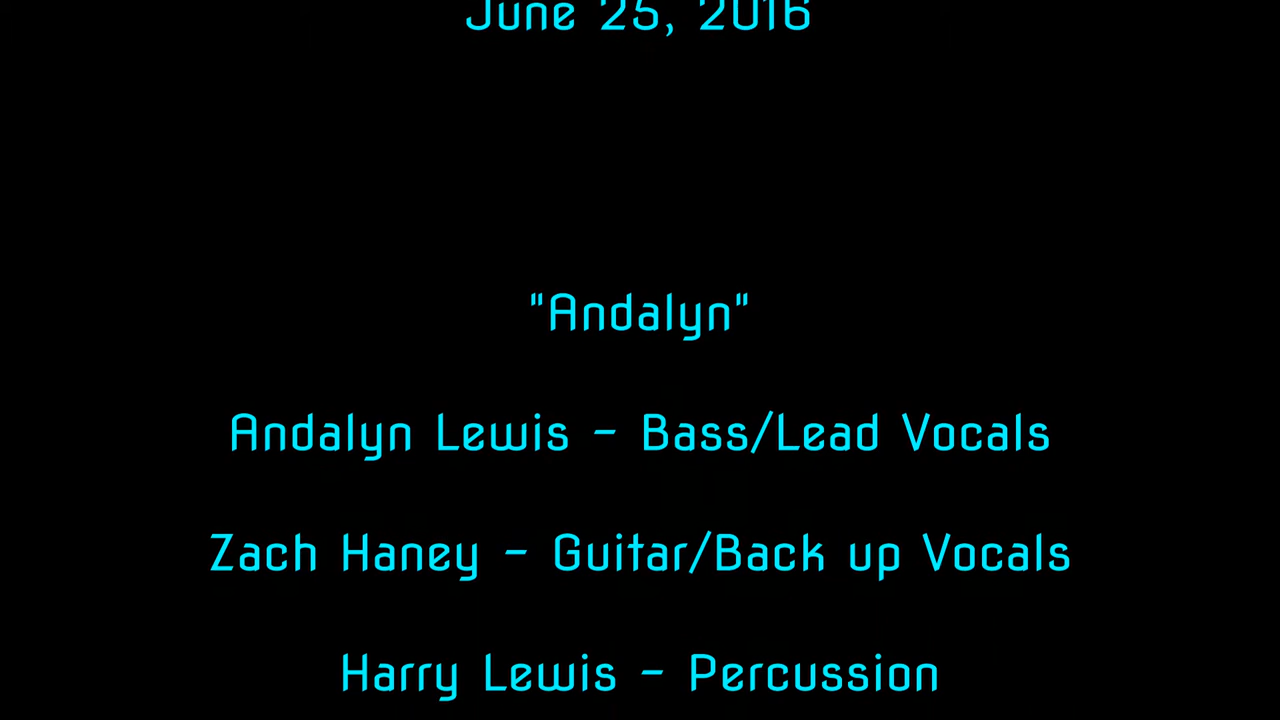 June 25, 2016
"Andalyn"
Andalyn Lewis - Bass/Lead Vocals
Zach Haney - Guitar/Back up Vocals
Harry Lewis - Percussion